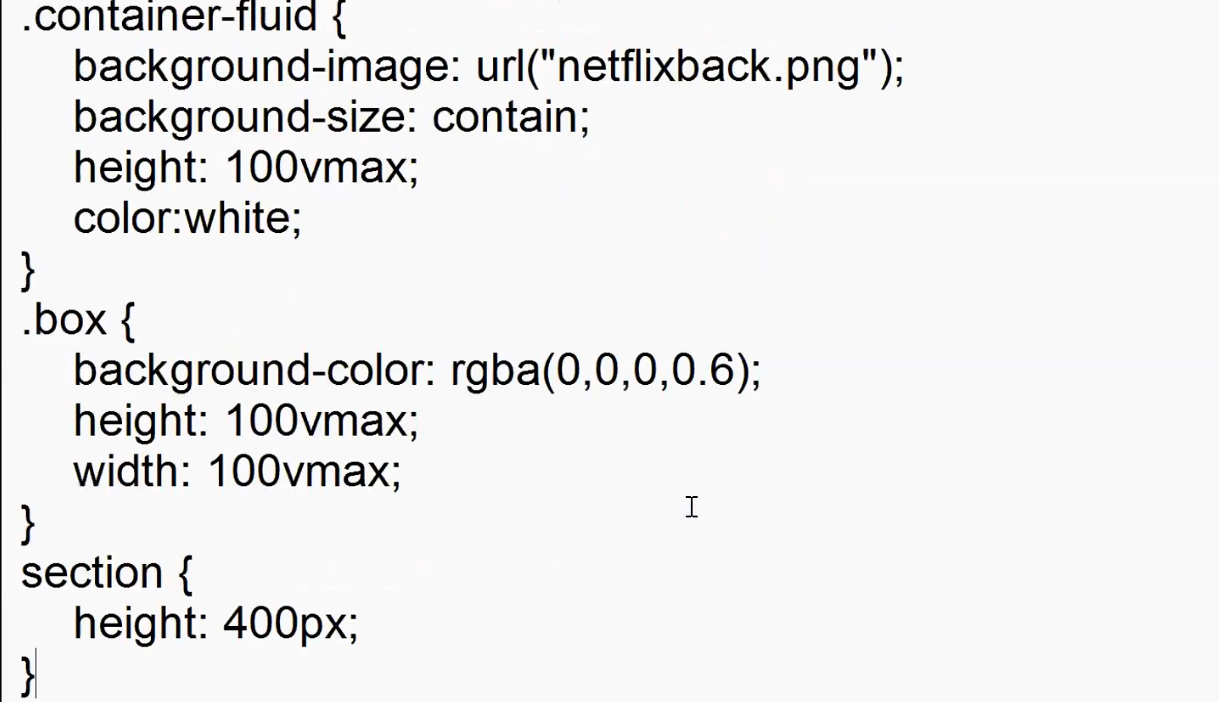 .container-fluid {
background-image: url("netflixback.png");
background-size: contain;
height: 100vmax;
color:white;
}
.box {
background-color: rgba(0,0,0,0.6);
height: 100vmax;
width: 100vmax;
}
section {
height: 400px;
}